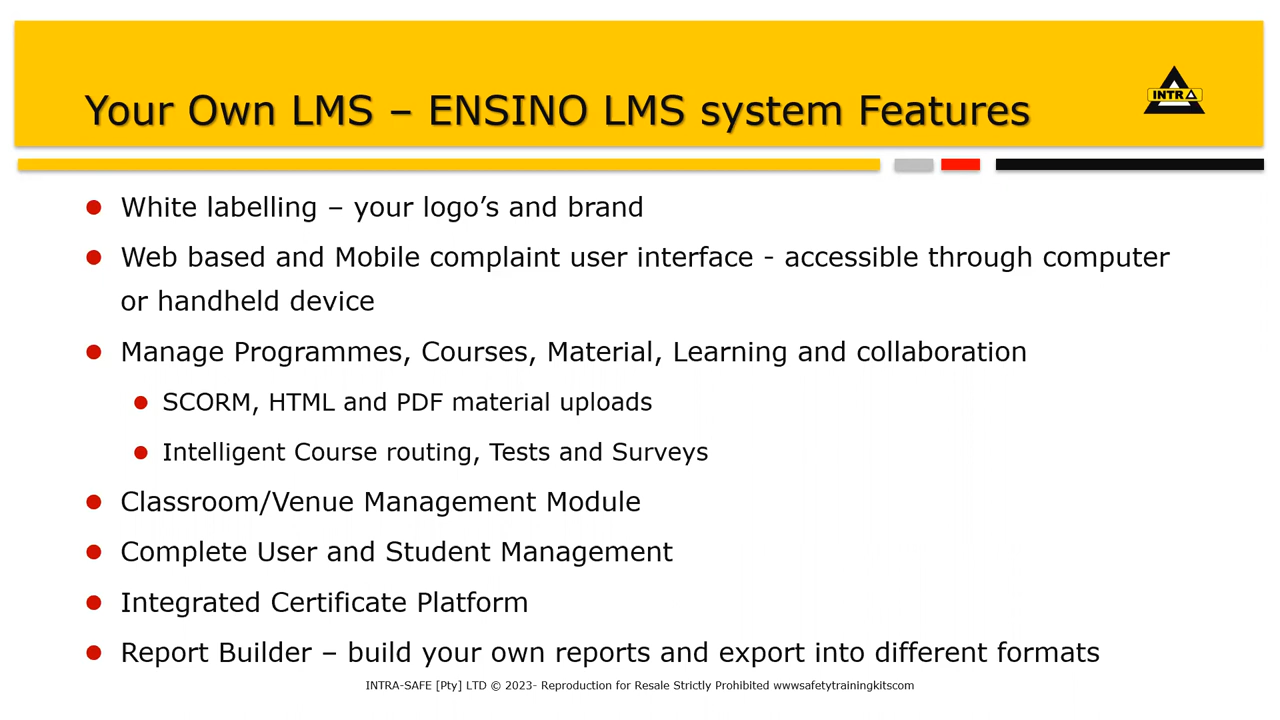 Your Own LMS – ENSINO LMS system Features
INTRA
White labelling – your logo’s and brand
Web based and Mobile complaint user interface - accessible through computer
or handheld device
Manage Programmes, Courses, Material, Learning and collaboration
SCORM, HTML and PDF material uploads
Intelligent Course routing, Tests and Surveys
Classroom/Venue Management Module
Complete User and Student Management
Integrated Certificate Platform
Report Builder – build your own reports and export into different formats
INTRA-SAFE [Pty] LTD © 2023- Reproduction for Resale Strictly Prohibited wwwsafetytrainingkitscom